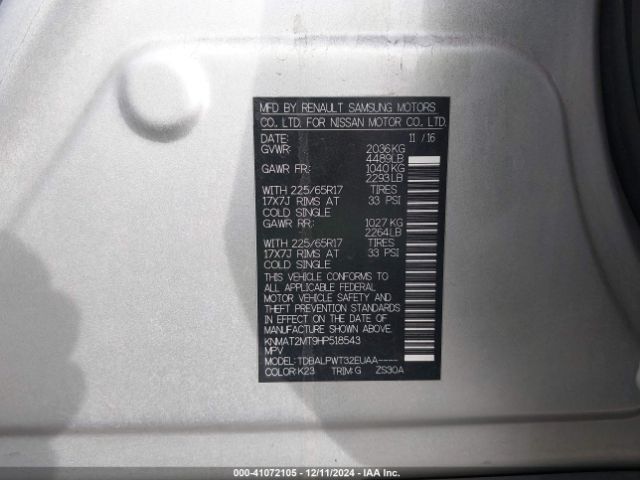 MFD BY RENAULT SAMSUNG MOTORS
CO., LTD. FOR NISSAN MOTOR CO., LTD.
DATE: 11 / 16
GVWR: 2036 KG
4489LB
GAWR FR: 1040 KG
2293 LB
WITH 225/65R17 TIRES
17X7J RIMS AT 33 PSI
COLD SINGLE
GAWR RR: 1027 KG
2264 LB
WITH 225/65R17 TIRES
17X7J RIMS AT 33 PSI
COLD SINGLE
THIS VEHICLE CONFORMS TO
ALL APPLICABLE FEDERAL
MOTOR VEHICLE SAFETY AND
THEFT PREVENTION STANDARDS
IN EFFECT ON THE DATE OF
MANUFACTURE SHOWN ABOVE.
KNMAT2MT9HP518543
MPV
MODEL: TDBALPWT32EUAA----
COLOR: K23 TRIM: G ZS30A
000-41072105 - 12/11/2024 - IAA Inc.